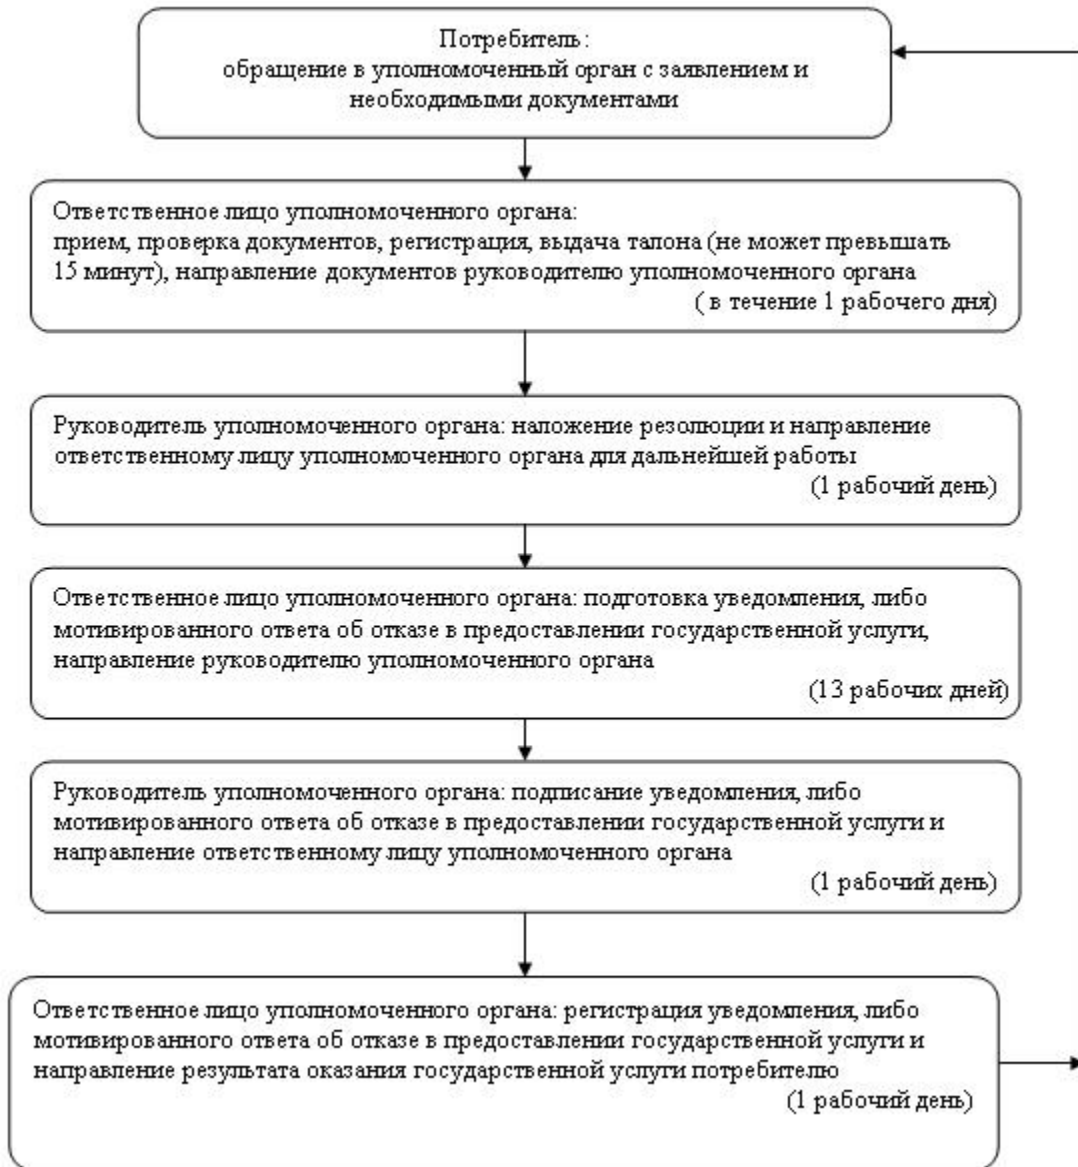 Потребитель:
обращение в уполномоченный орган с заявлением и
необходимыми документами
Ответственное лицо уполномоченного органа:
прием, проверка документов, регистрация, выдача талона (не может превышать
15 минут), направление документов руководителю уполномоченного органа
( в течение 1 рабочего дня)
Руководитель уполномоченного органа: наложение резолюции и направление
ответственному лицу уполномоченного органа для дальнейшей работы
(1 рабочий день)
Ответственное лицо уполномоченного органа: подготовка уведомления, либо
мотивированного ответа об отказе в предоставлении государственной услуги,
направление руководителю уполномоченного органа
(13 рабочих дней)
Руководитель уполномоченного органа: подписание уведомления, либо
мотивированного ответа об отказе в предоставлении государственной услуги и
направление ответственному лицу уполномоченного органа
(1 рабочий день)
Ответственное лицо уполномоченного органа: регистрация уведомления, либо
мотивированного ответа об отказе в предоставлении государственной услуги и
направление результата оказания государственной услуги потребителю
(1 рабочий день)